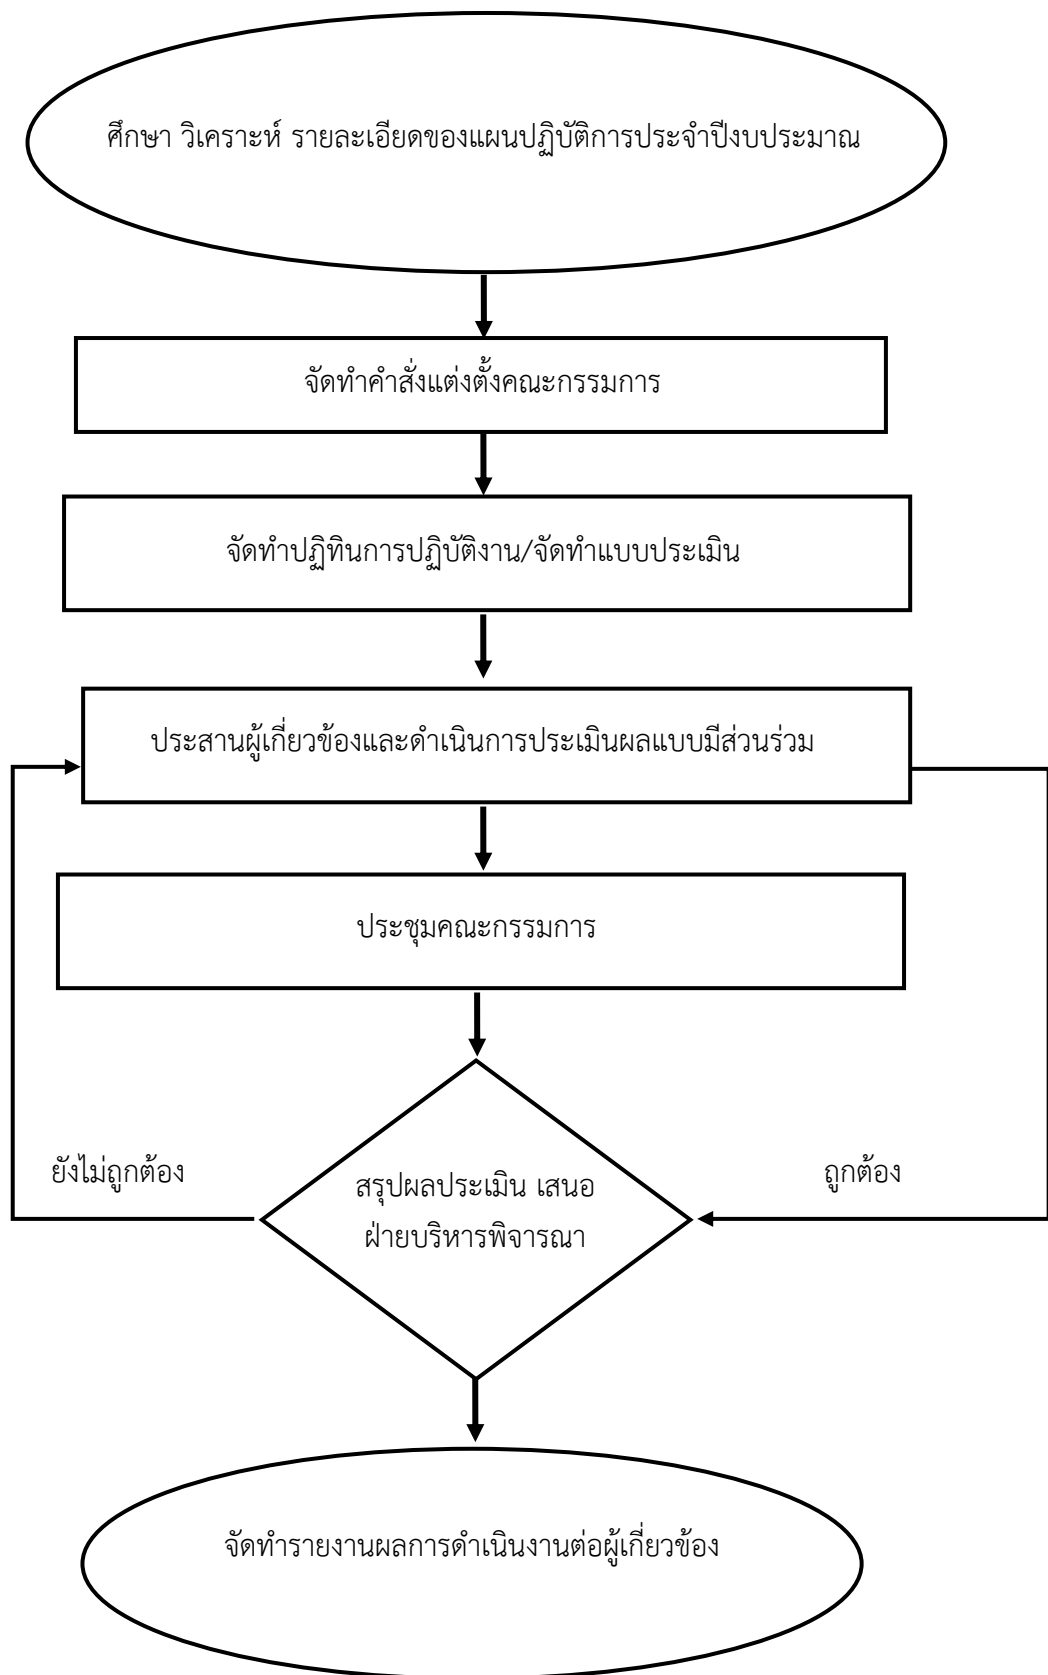 ศึกษา วิเคราะห์ รายละเอียดของแผนปฏิบัติการประจำปีงบประมาณ
จัดทำคำสั่งแต่งตั้งคณะกรรมการ
จัดทำปฏิทินการปฏิบัติงาน/จัดทำแบบประเมิน
ประสานผู้เกี่ยวข้องและดำเนินการประเมินผลแบบมีส่วนร่วม
ประชุมคณะกรรมการ
ยังไม่ถูกต้อง
สรุปผลประเมิน เสนอ
ฝ่ายบริหารพิจารณา
ถูกต้อง
จัดทำรายงานผลการดำเนินงานต่อผู้เกี่ยวข้อง